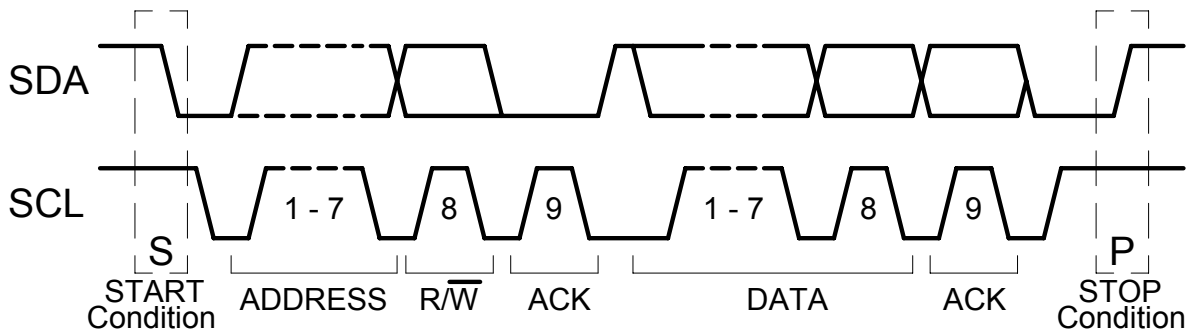 SDA
SCL
1 - 7
8
9
1 - 7
8
9
S
P
START
Condition
ADDRESS
R/W̅
ACK
DATA
ACK
STOP
Condition